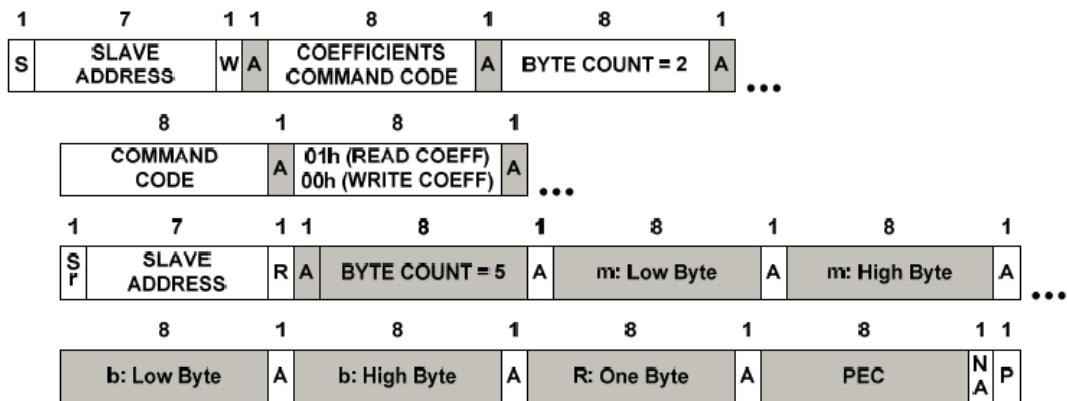 1 7 1 1 8 1 8 1
S SLAVE ADDRESS W A COEFFICIENTS COMMAND CODE A BYTE COUNT = 2 A •••
8 1 8 1
COMMAND CODE A 01h (READ COEFF) 00h (WRITE COEFF) A •••
1 7 1 1 8 1 8 1 8 1
Sr SLAVE ADDRESS R A BYTE COUNT = 5 A m: Low Byte A m: High Byte A •••
8 1 8 1 8 1 8 1 1
b: Low Byte A b: High Byte A R: One Byte A PEC NA P